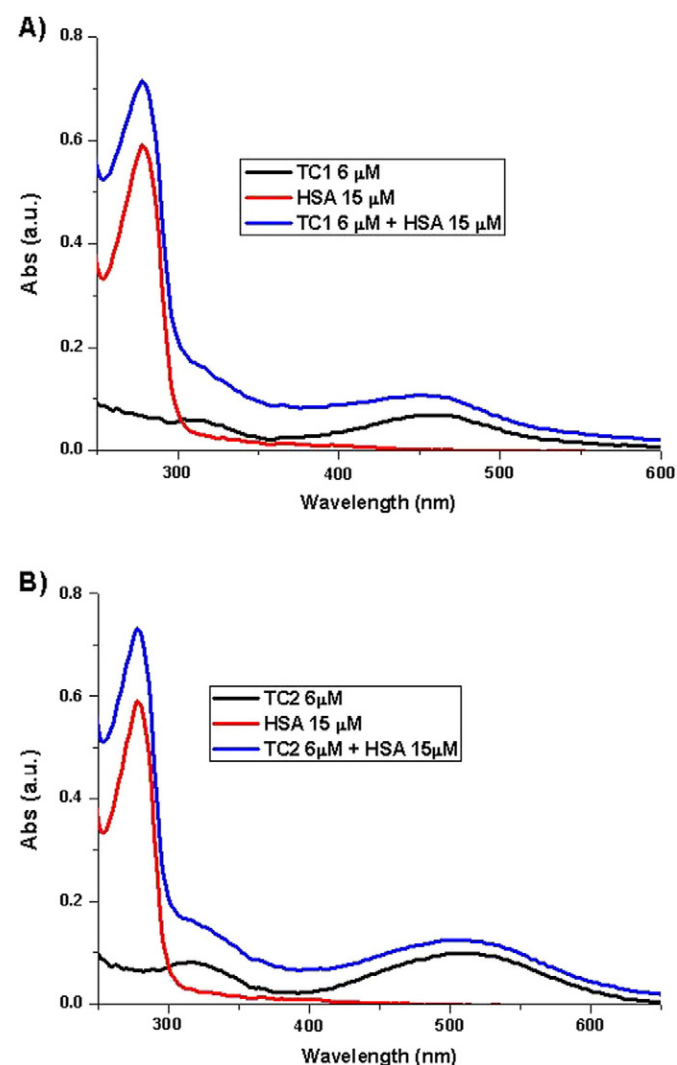 A)
0.8
0.6
0.4
0.2
0.0
Abs (a.u.)
TC1 6 μM
HSA 15 μM
TC1 6 μM + HSA 15 μM
300 400 500 600
Wavelength (nm)
B)
0.8
0.6
0.4
0.2
0.0
Abs (a.u.)
TC2 6μM
HSA 15 μM
TC2 6μM + HSA 15μM
300 400 500 600
Wavelength (nm)